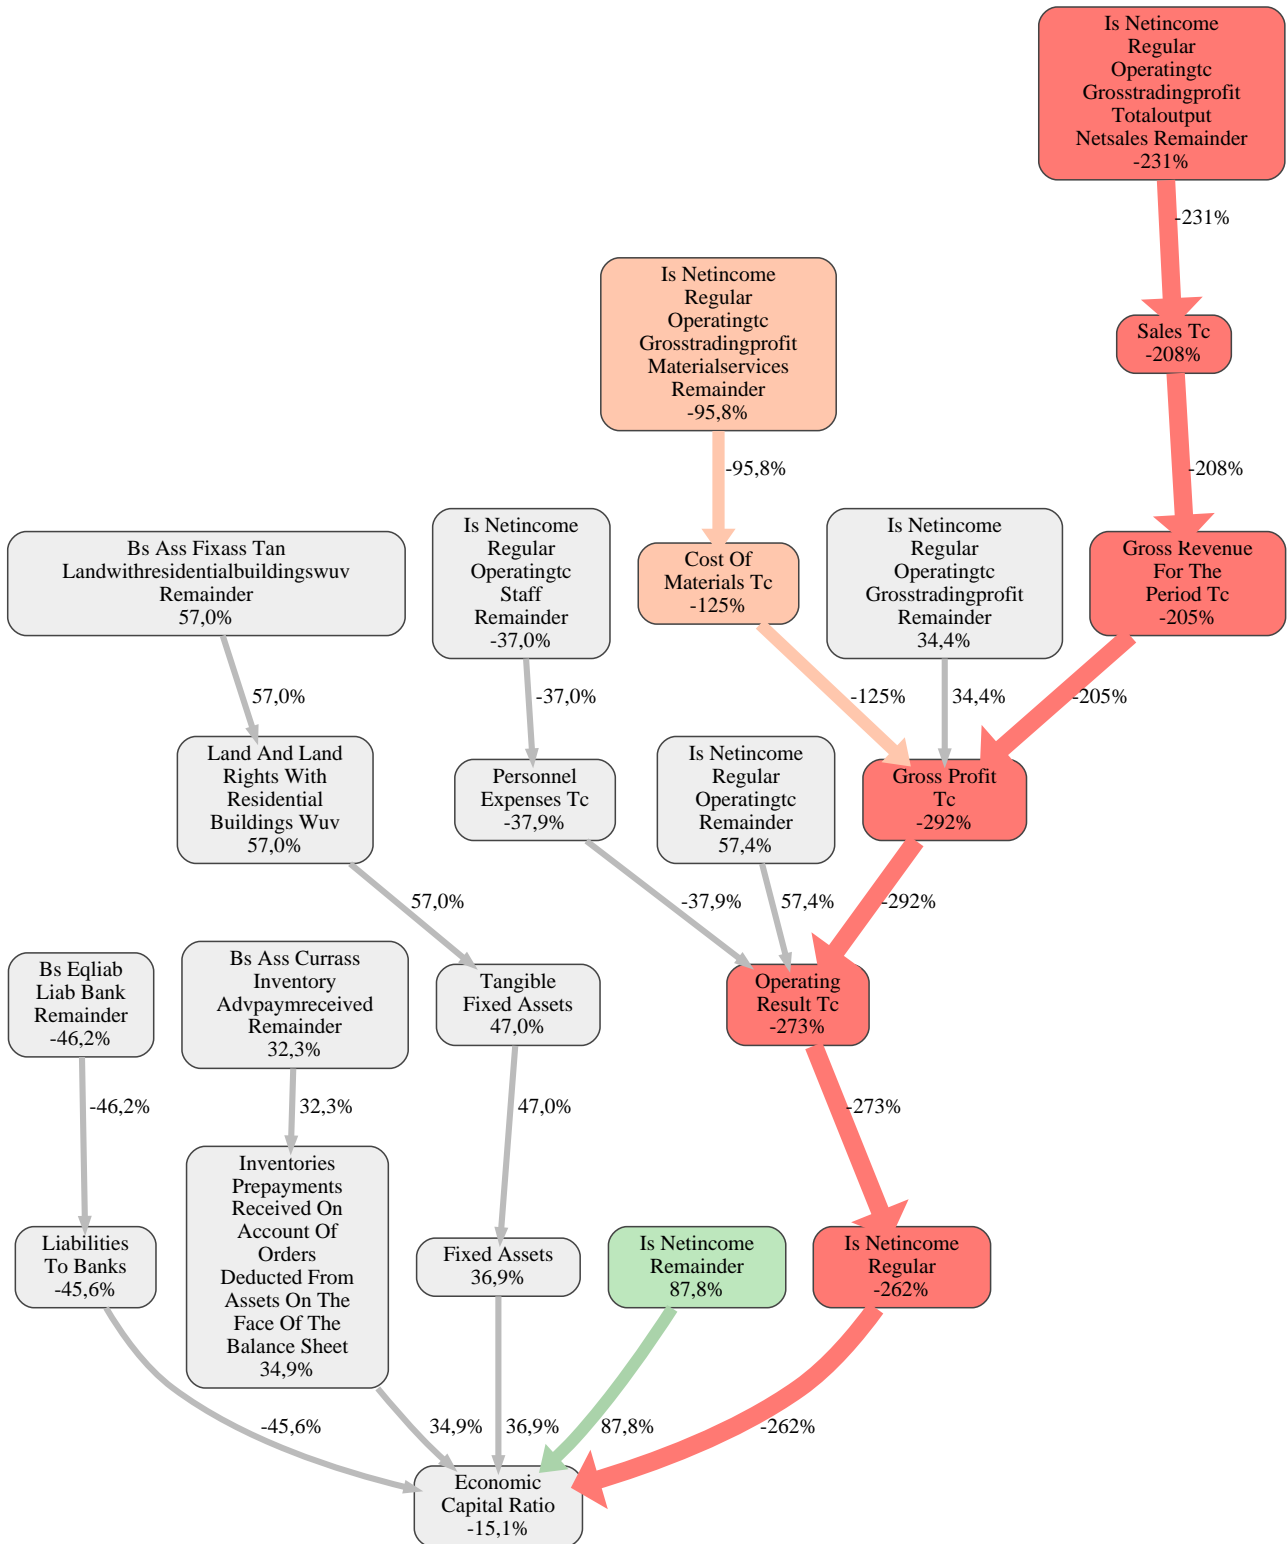 Is Netincome
Regular
Operatingtc
Grosstradingprofit
Totaloutput
Netsales Remainder
-231%
-231%
Is Netincome
Regular
Operatingtc
Grosstradingprofit
Materialservices
Remainder
-95,8%
Sales Tc
-208%
-95,8%
-208%
Bs Ass Fixass Tan
Landwithresidentialbuildingswuv
Remainder
57,0%
Is Netincome
Regular
Operatingtc
Staff
Remainder
-37,0%
Cost Of
Materials Tc
-125%
Is Netincome
Regular
Operatingtc
Grosstradingprofit
Remainder
34,4%
Gross Revenue
For The
Period Tc
-205%
57,0%
-37,0%
-125%
34,4%
-205%
Land And Land
Rights With
Residential
Buildings Wuv
57,0%
Personnel
Expenses Tc
-37,9%
Is Netincome
Regular
Operatingtc
Remainder
57,4%
Gross Profit
Tc
-292%
57,0%
-37,9%
57,4%
-292%
Bs Eqliab
Liab Bank
Remainder
-46,2%
Bs Ass Currass
Inventory
Advpaymreceived
Remainder
32,3%
Tangible
Fixed Assets
47,0%
Operating
Result Tc
-273%
-46,2%
32,3%
47,0%
-273%
Liabilities
To Banks
-45,6%
Inventories
Prepayments
Received On
Account Of
Orders
Deducted From
Assets On The
Face Of The
Balance Sheet
34,9%
Fixed Assets
36,9%
Is Netincome
Remainder
87,8%
Is Netincome
Regular
-262%
-45,6%
34,9%
36,9%
87,8%
-262%
Economic
Capital Ratio
-15,1%